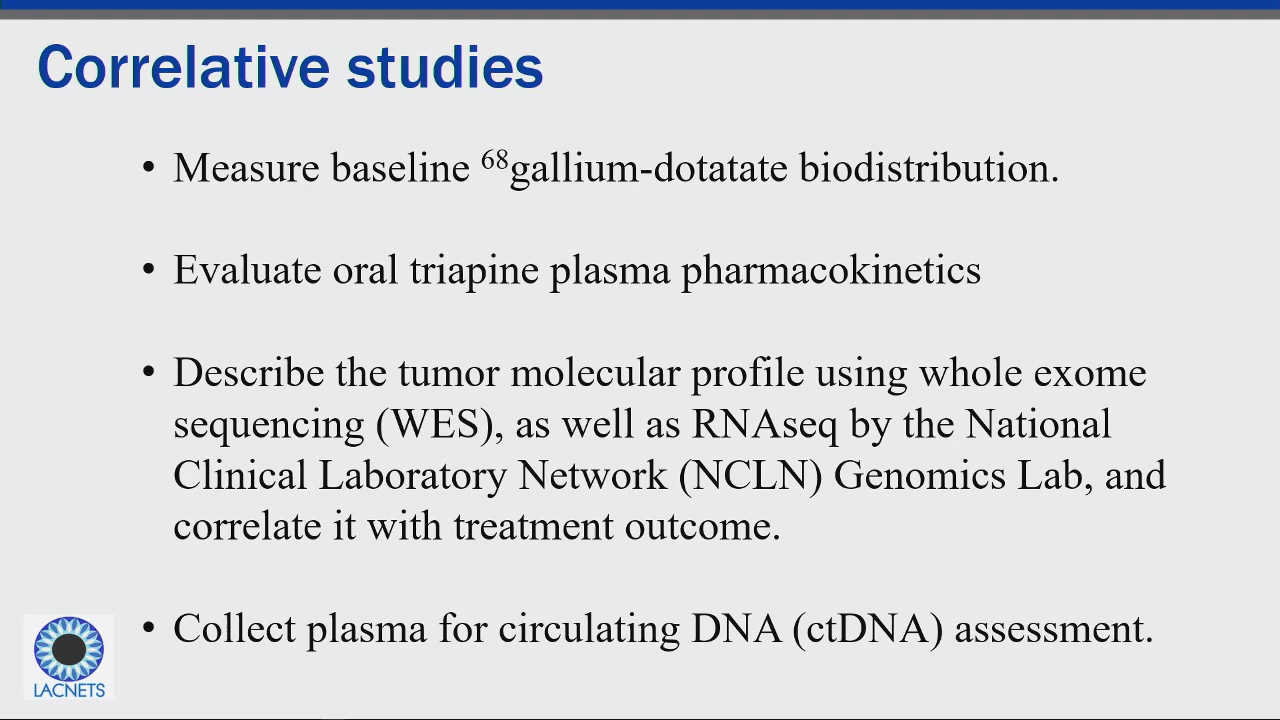 Correlative studies
• Measure baseline ⁶⁸gallium-dotatate biodistribution.
• Evaluate oral triapine plasma pharmacokinetics
• Describe the tumor molecular profile using whole exome
sequencing (WES), as well as RNAseq by the National
Clinical Laboratory Network (NCLN) Genomics Lab, and
correlate it with treatment outcome.
• Collect plasma for circulating DNA (ctDNA) assessment.
LACNETS